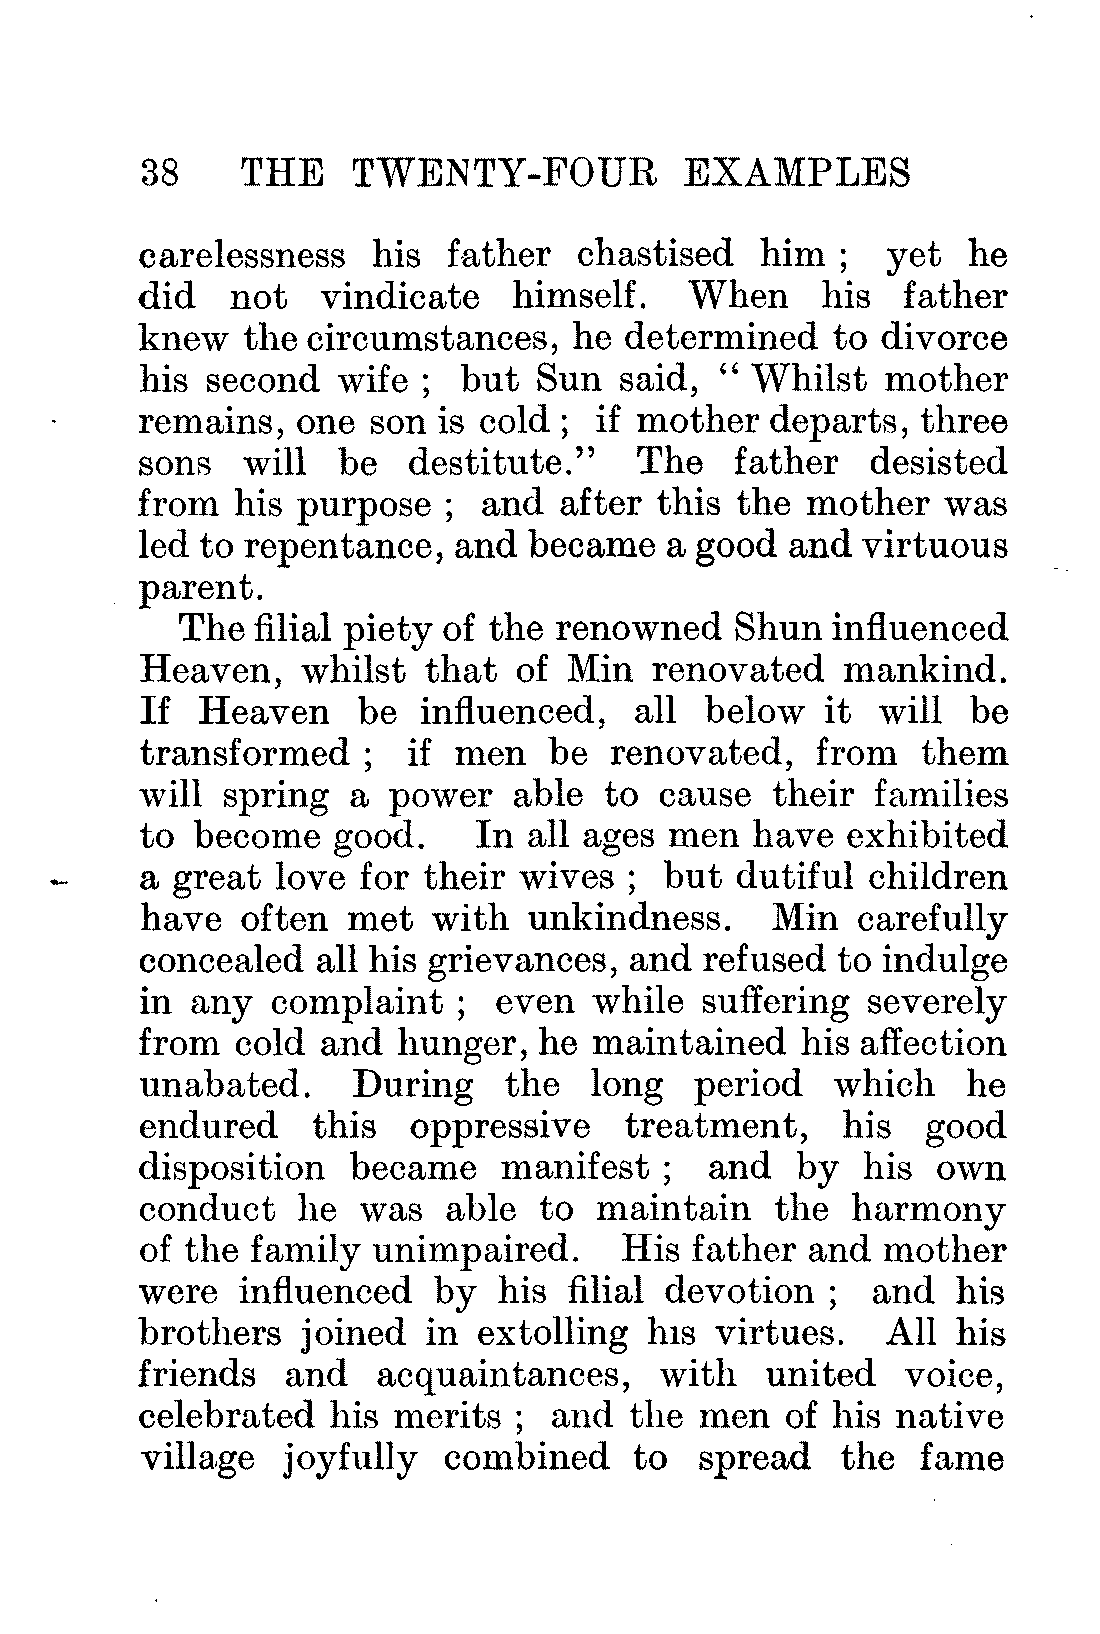 38 THE TWENTY-FOUR EXAMPLES
carelessness his father chastised him ; yet he
did not vindicate himself. When his father
knew the circumstances, he determined to divorce
his second wife ; but Sun said, “ Whilst mother
remains, one son is cold ; if mother departs, three
sons will be destitute.” The father desisted
from his purpose ; and after this the mother was
led to repentance, and became a good and virtuous
parent.
The filial piety of the renowned Shun influenced
Heaven, whilst that of Min renovated mankind.
If Heaven be influenced, all below it will be
transformed ; if men be renovated, from them
will spring a power able to cause their families
to become good. In all ages men have exhibited
a great love for their wives ; but dutiful children
have often met with unkindness. Min carefully
concealed all his grievances, and refused to indulge
in any complaint ; even while suffering severely
from cold and hunger, he maintained his affection
unabated. During the long period which he
endured this oppressive treatment, his good
disposition became manifest ; and by his own
conduct he was able to maintain the harmony
of the family unimpaired. His father and mother
were influenced by his filial devotion ; and his
brothers joined in extolling his virtues. All his
friends and acquaintances, with united voice,
celebrated his merits ; and the men of his native
village joyfully combined to spread the fame